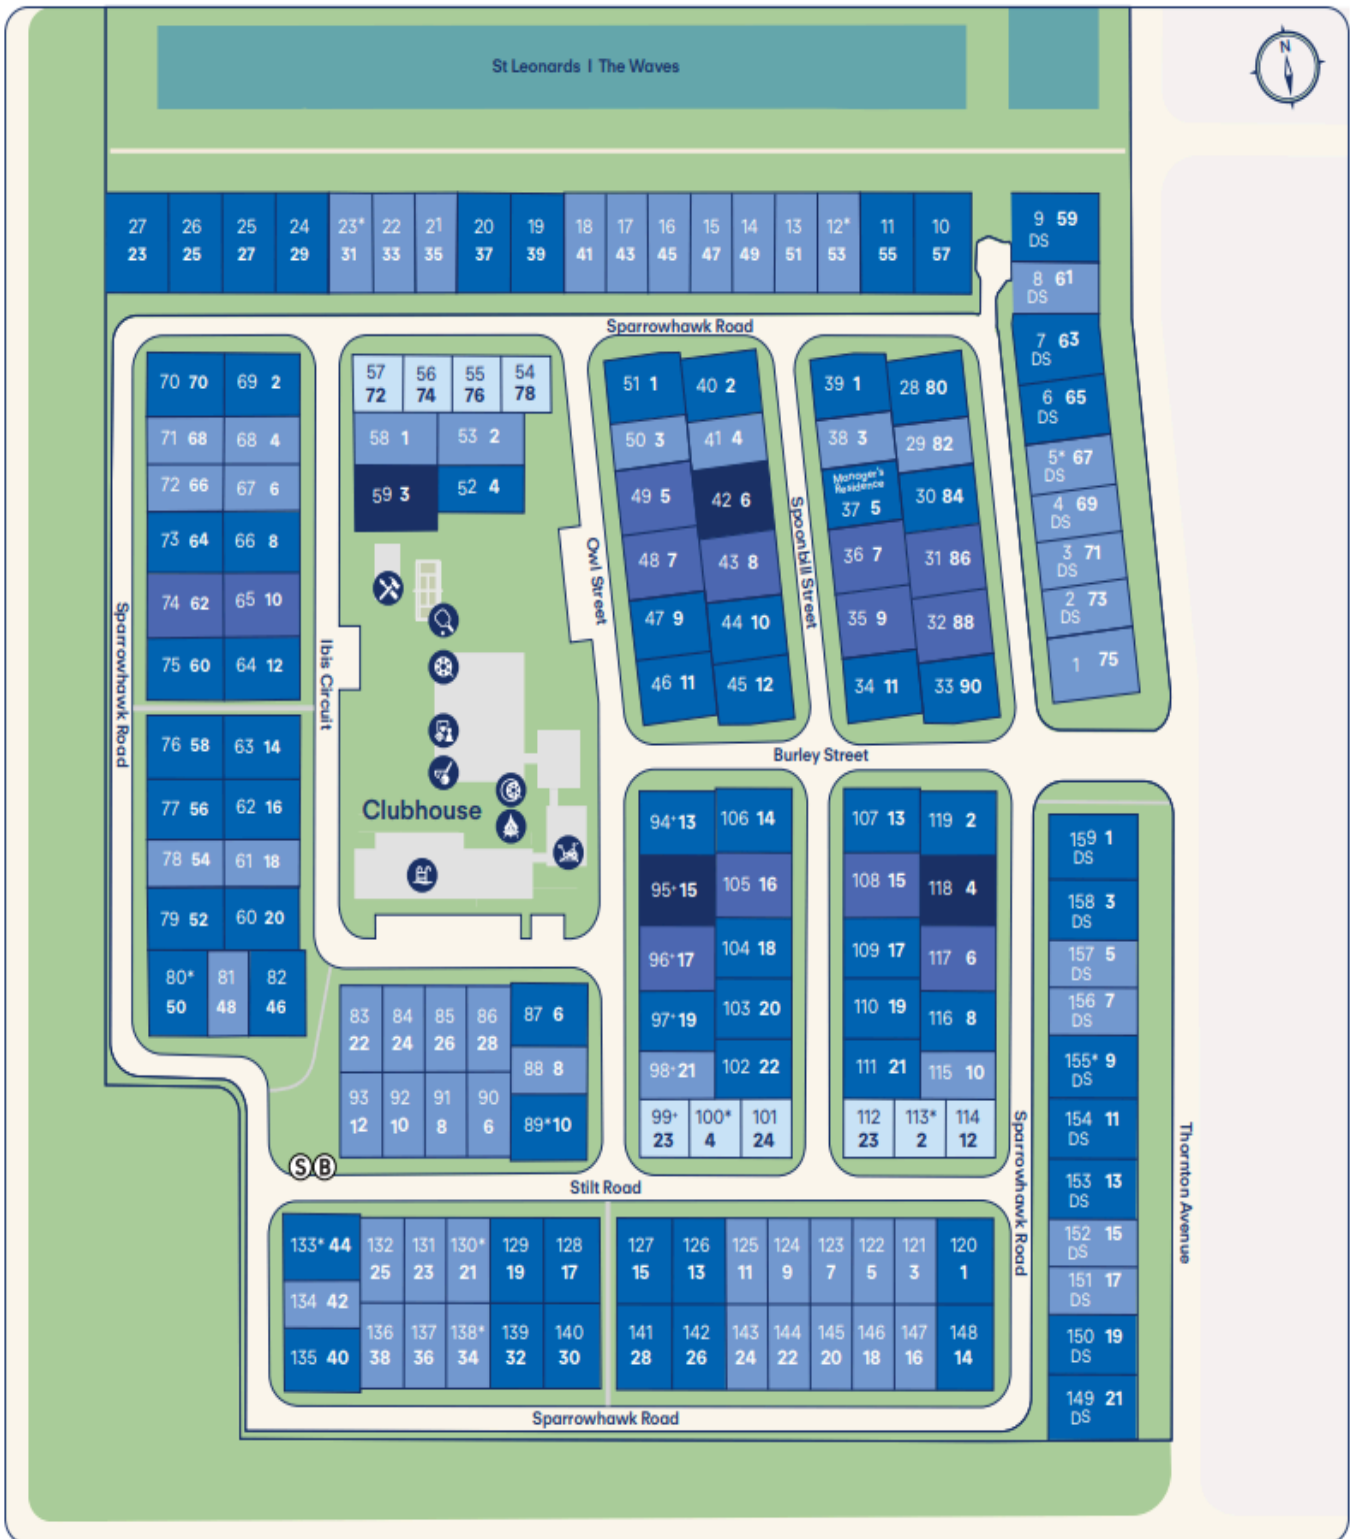 St Leonards | The Waves
N
27 26 25 24 23* 22 21 20 19 18 17 16 15 14 13 12* 11 10
23 25 27 29 31 33 35 37 39 41 43 45 47 49 51 53 55 57
9 59
DS
8 61
DS
7 63
DS
6 65
DS
5* 67
DS
4 69
DS
3 71
DS
2 73
DS
1 75
Sparrowhawk Road
70 70 69 2
71 68 68 4
72 66 67 6
73 64 66 8
74 62 65 10
75 60 64 12
76 58 63 14
77 56 62 16
78 54 61 18
79 52 60 20
80* 81 82
50 48 46
Sparrowhawk Road
Ibis Circuit
57 56 55 54
72 74 76 78
58 1 53 2
59 3 52 4
Clubhouse
Owl Street
51 1 40 2
50 3 41 4
49 5 42 6
48 7 43 8
47 9 44 10
46 11 45 12
Spoonbill Street
39 1 28 80
38 3 29 82
Manager's
Residence
37 5 30 84
36 7 31 86
35 9 32 88
34 11 33 90
Burley Street
94+ 13 106 14
95+ 15 105 16
96+ 17 104 18
97+ 19 103 20
98+ 21 102 22
99+ 100* 101
23 4 24
107 13 119 2
108 15 118 4
109 17 117 6
110 19 116 8
111 21 115 10
112 113* 114
23 2 12
83 84 85 86
22 24 26 28
87 6
88 8
89* 10
93 92 91 90
12 10 8 6
S B
Stilt Road
133* 44
134 42
135 40
132 131 130* 129 128
25 23 21 19 17
136 137 138* 139 140
38 36 34 32 30
127 126 125 124 123 122 121 120
15 13 11 9 7 5 3 1
141 142 143 144 145 146 147 148
28 26 24 22 20 18 16 14
Sparrowhawk Road
Sparrowhawk Road
159 1
DS
158 3
DS
157 5
DS
156 7
DS
155* 9
DS
154 11
DS
153 13
DS
152 15
DS
151 17
DS
150 19
DS
149 21
DS
Thornton Avenue